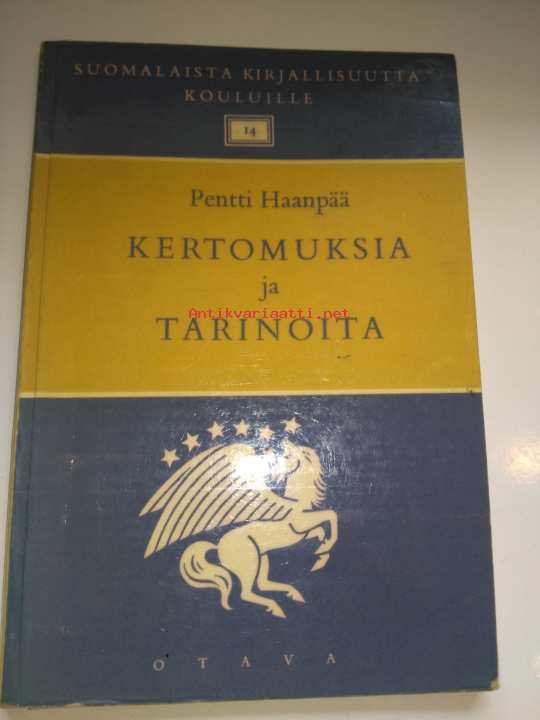 SUOMALAISTA KIRJALLISUUTTA
KOULUILLE
14
Pentti Haanpää
KERTOMUKSIA
ja
Antikvariaatti.net
TARINOITA
OTAVA